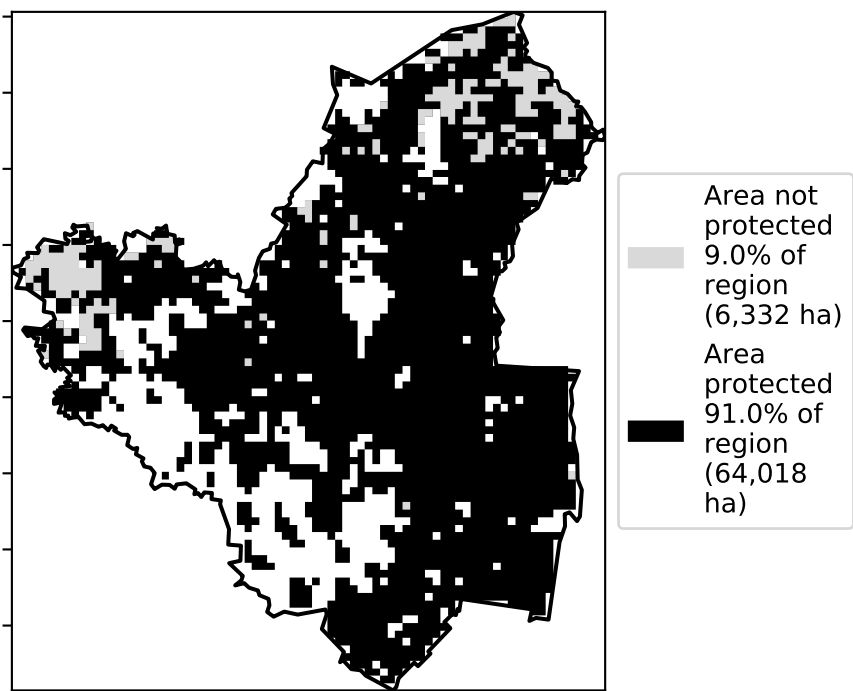 Area not
protected
9.0% of
region
(6,332 ha)
Area
protected
91.0% of
region
(64,018
ha)